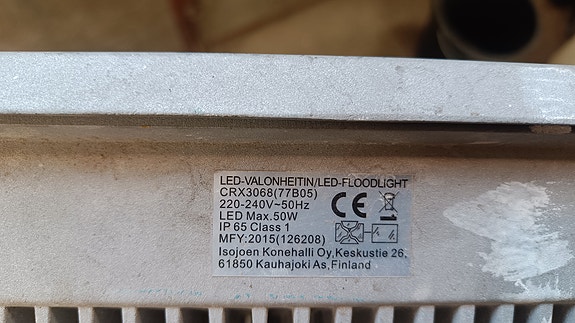 LED-VALONHEITIN/LED-FLOODLIGHT
CRX3068(77B05)
220-240V~50Hz
LED Max.50W
IP 65 Class 1
MFY:2015(126208)
Isojoen Konehalli Oy,Keskustie 26,
61850 Kauhajoki As,Finland
CE